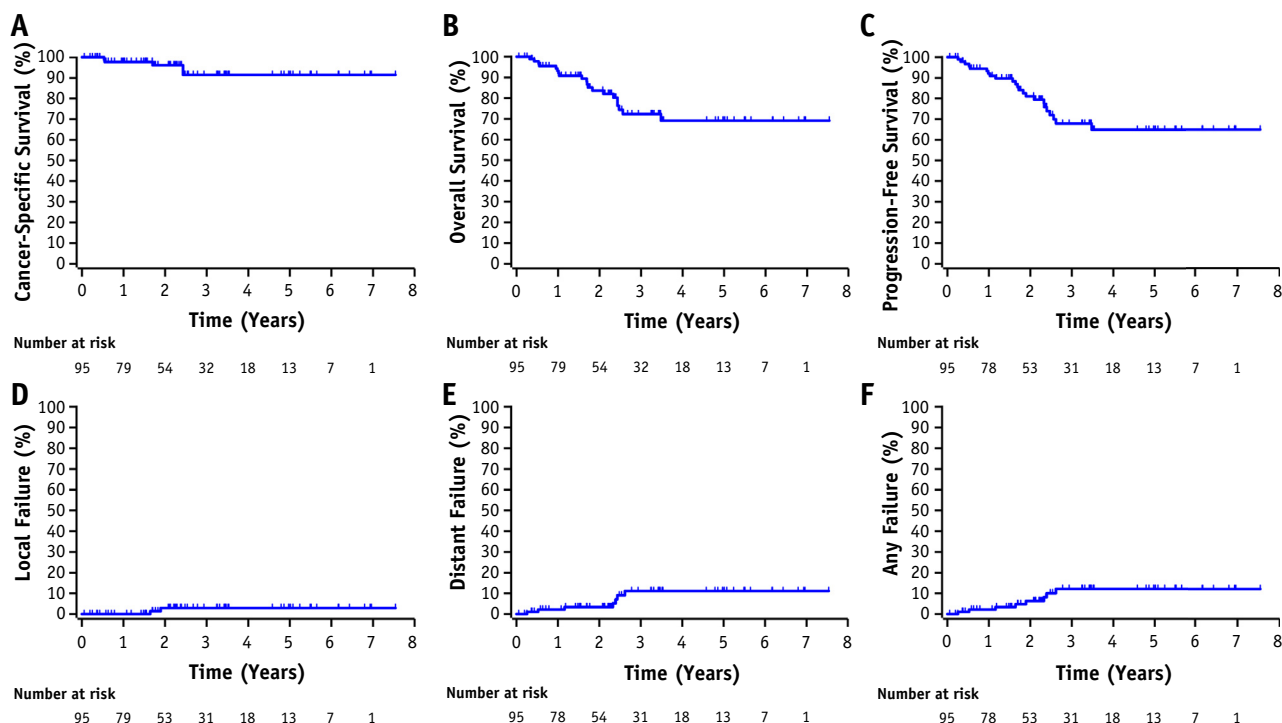 A
Cancer-Specific Survival (%)
100
90
80
70
60
50
40
30
20
10
0
0 1 2 3 4 5 6 7 8
Time (Years)
Number at risk
95 79 54 32 18 13 7 1
B
Overall Survival (%)
100
90
80
70
60
50
40
30
20
10
0
0 1 2 3 4 5 6 7 8
Time (Years)
Number at risk
95 79 54 32 18 13 7 1
C
Progression-Free Survival (%)
100
90
80
70
60
50
40
30
20
10
0
0 1 2 3 4 5 6 7 8
Time (Years)
Number at risk
95 78 53 31 18 13 7 1
D
Local Failure (%)
100
90
80
70
60
50
40
30
20
10
0
0 1 2 3 4 5 6 7 8
Time (Years)
Number at risk
95 79 53 31 18 13 7 1
E
Distant Failure (%)
100
90
80
70
60
50
40
30
20
10
0
0 1 2 3 4 5 6 7 8
Time (Years)
Number at risk
95 78 54 31 18 13 7 1
F
Any Failure (%)
100
90
80
70
60
50
40
30
20
10
0
0 1 2 3 4 5 6 7 8
Time (Years)
Number at risk
95 78 53 31 18 13 7 1